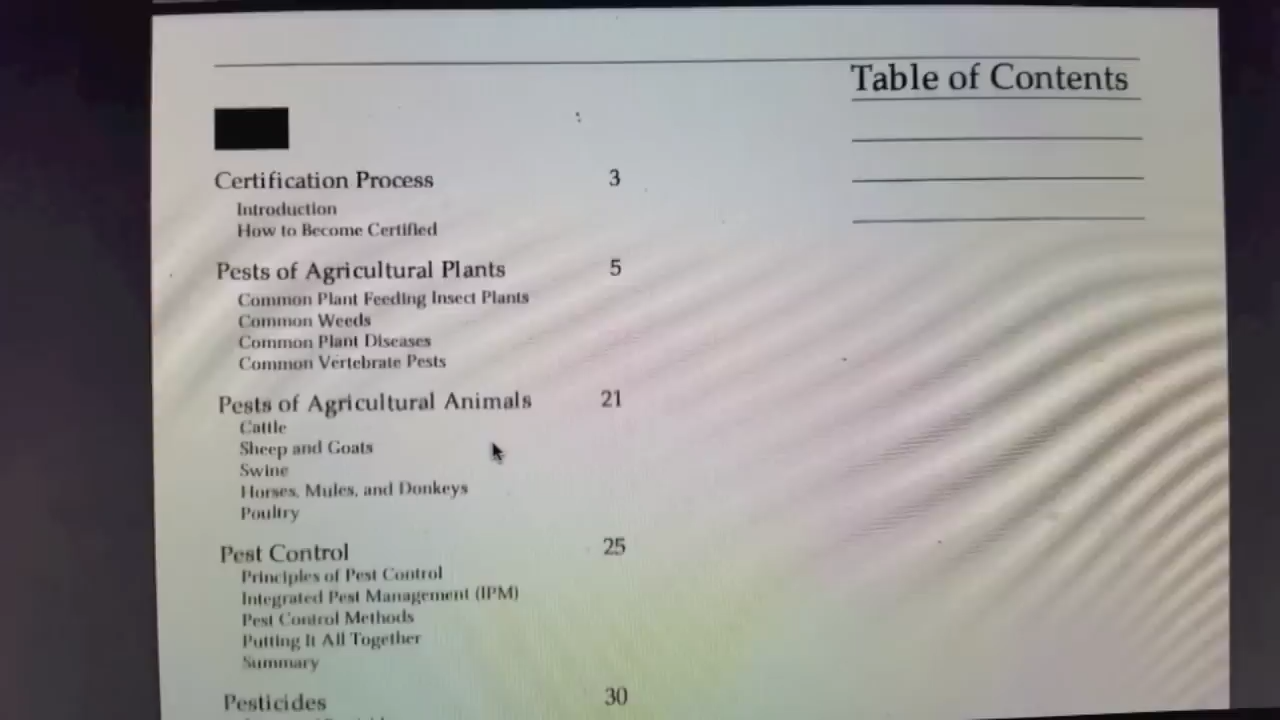 Table of Contents
Certification Process 3
Introduction
How to Become Certified
Pests of Agricultural Plants 5
Common Plant Feeding Insect Plants
Common Weeds
Common Plant Diseases
Common Vertebrate Pests
Pests of Agricultural Animals 21
Cattle
Sheep and Goats
Swine
Horses, Mules, and Donkeys
Poultry
Pest Control 25
Principles of Pest Control
Integrated Pest Management (IPM)
Pest Control Methods
Putting It All Together
Summary
Pesticides 30